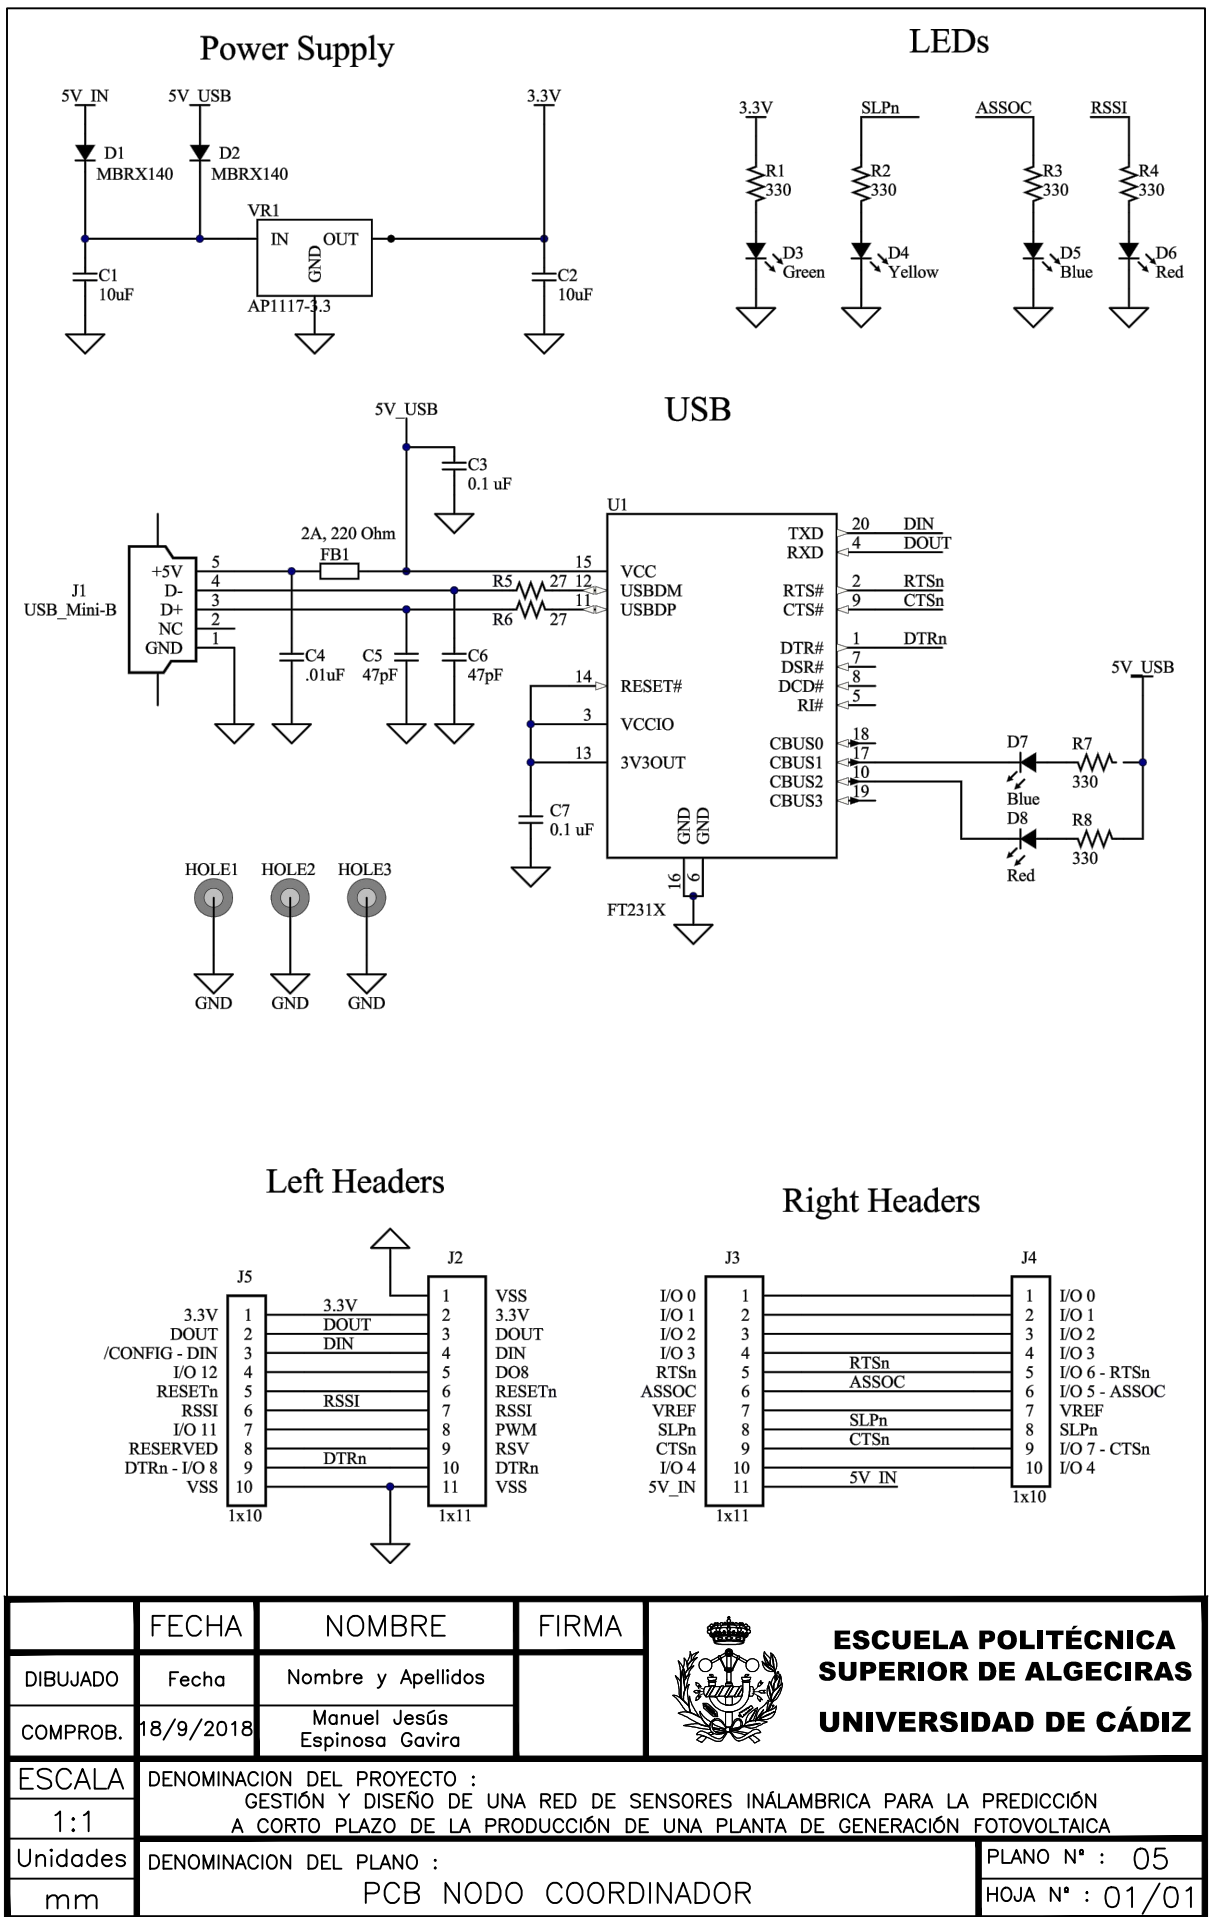 Power Supply
LEDs
5V_IN
5V_USB
3.3V
D1
MBRX140
D2
MBRX140
VR1
IN
OUT
GND
AP1117-3.3
C1
10uF
C2
10uF
3.3V
SLPn
ASSOC
RSSI
R1
330
R2
330
R3
330
R4
330
D3
Green
D4
Yellow
D5
Blue
D6
Red
USB
5V_USB
C3
0.1 uF
2A, 220 Ohm
FB1
J1
USB_Mini-B
+5V 5
D- 4
D+ 3
NC 2
GND 1
R5 27
R6 27
C4
.01uF
C5
47pF
C6
47pF
C7
0.1 uF
U1
15 VCC
12 USBDM
11 USBDP
14 RESET#
3 VCCIO
13 3V3OUT
TXD 20 DIN
RXD 4 DOUT
RTS# 2 RTSn
CTS# 9 CTSn
DTR# 1 DTRn
DSR# 7
DCD# 8
RI# 5
CBUS0 18
CBUS1 17
CBUS2 10
CBUS3 19
GND
GND
16
6
FT231X
5V_USB
D7
Blue
R7
330
D8
Red
R8
330
HOLE1
HOLE2
HOLE3
GND
GND
GND
Left Headers
Right Headers
J5
J2
3.3V 1 3.3V
DOUT 2 DOUT
/CONFIG - DIN 3 DIN
I/O 12 4
RESETn 5
RSSI 6 RSSI
I/O 11 7
RESERVED 8
DTRn - I/O 8 9 DTRn
VSS 10
1x10
1 VSS
2 3.3V
3 DOUT
4 DIN
5 DO8
6 RESETn
7 RSSI
8 PWM
9 RSV
10 DTRn
11 VSS
1x11
J3
J4
I/O 0 1
I/O 1 2
I/O 2 3
I/O 3 4
RTSn 5 RTSn
ASSOC 6 ASSOC
VREF 7
SLPn 8 SLPn
CTSn 9 CTSn
I/O 4 10
5V_IN 11 5V_IN
1x11
1 I/O 0
2 I/O 1
3 I/O 2
4 I/O 3
5 I/O 6 - RTSn
6 I/O 5 - ASSOC
7 VREF
8 SLPn
9 I/O 7 - CTSn
10 I/O 4
1x10
FECHA NOMBRE FIRMA
DIBUJADO Fecha Nombre y Apellidos
COMPROB. 18/9/2018 Manuel Jesús
Espinosa Gavira
ESCUELA POLITÉCNICA
SUPERIOR DE ALGECIRAS
UNIVERSIDAD DE CÁDIZ
ESCALA
1:1
Unidades
mm
DENOMINACION DEL PROYECTO :
GESTIÓN Y DISEÑO DE UNA RED DE SENSORES INÁLAMBRICA PARA LA PREDICCIÓN
A CORTO PLAZO DE LA PRODUCCIÓN DE UNA PLANTA DE GENERACIÓN FOTOVOLTAICA
DENOMINACION DEL PLANO :
PCB NODO COORDINADOR
PLANO Nº : 05
HOJA Nº : 01/01